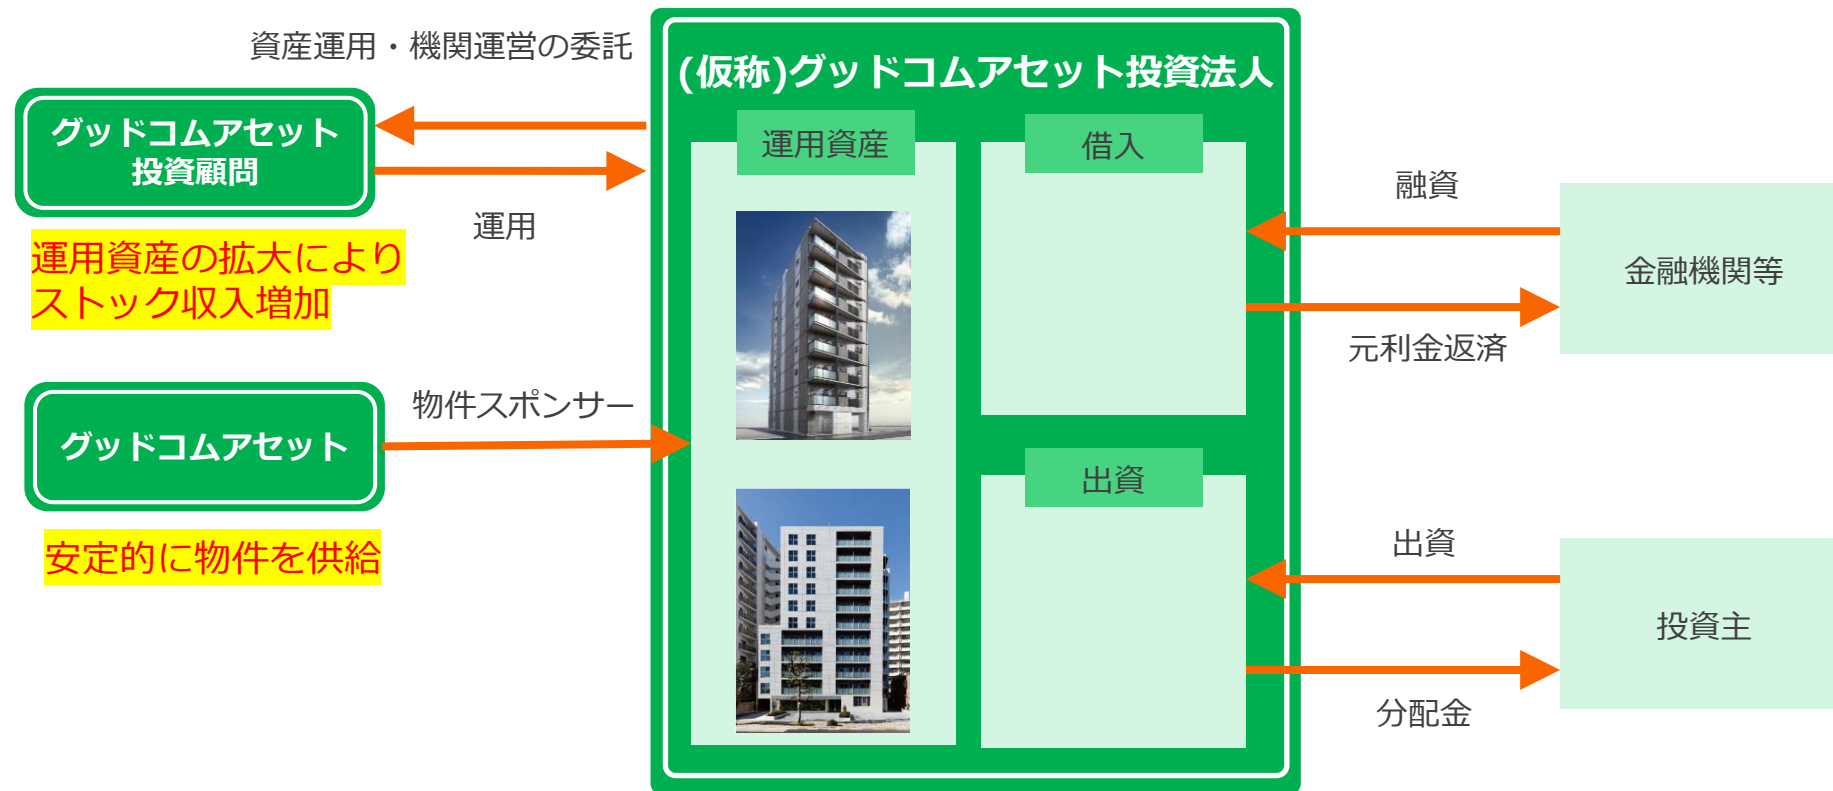 資産運用・機関運営の委託
(仮称)グッドコムアセット投資法人
グッドコムアセット
投資顧問
運用
運用資産の拡大により
ストック収入増加
グッドコムアセット
物件スポンサー
安定的に物件を供給
運用資産
借入
出資
融資
金融機関等
元利金返済
出資
投資主
分配金